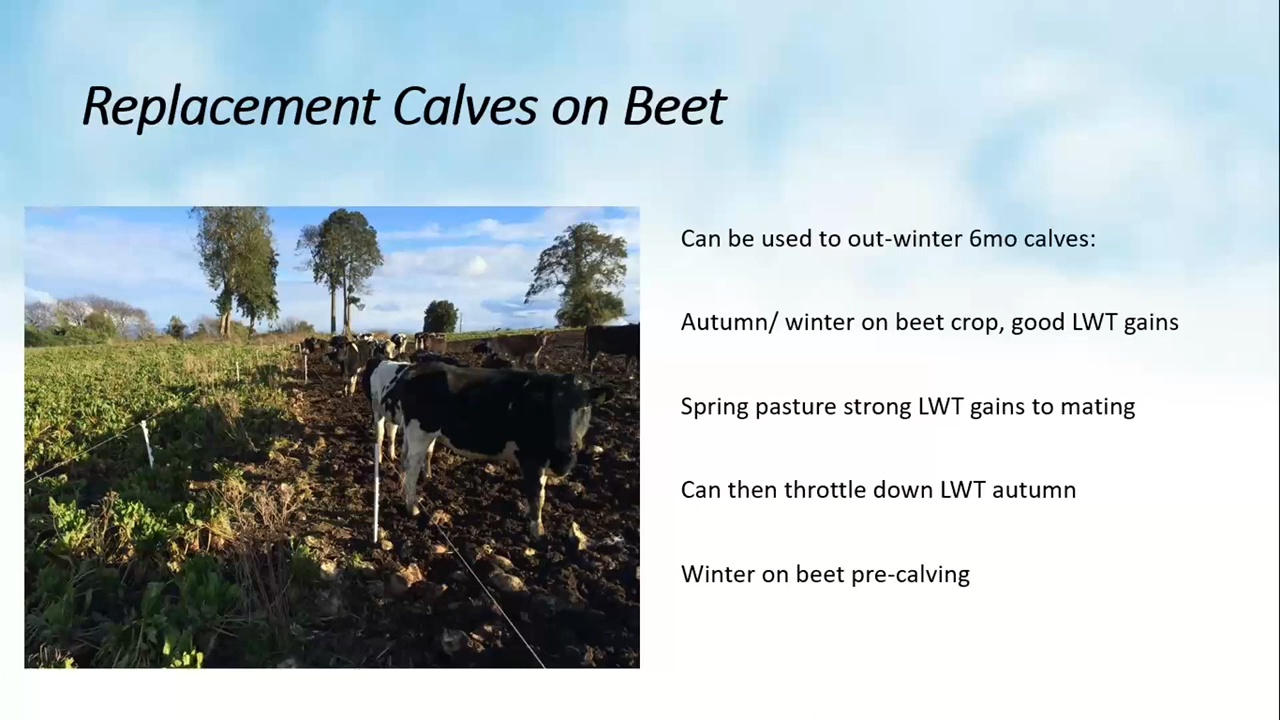 Replacement Calves on Beet
Can be used to out-winter 6mo calves:
Autumn/ winter on beet crop, good LWT gains
Spring pasture strong LWT gains to mating
Can then throttle down LWT autumn
Winter on beet pre-calving